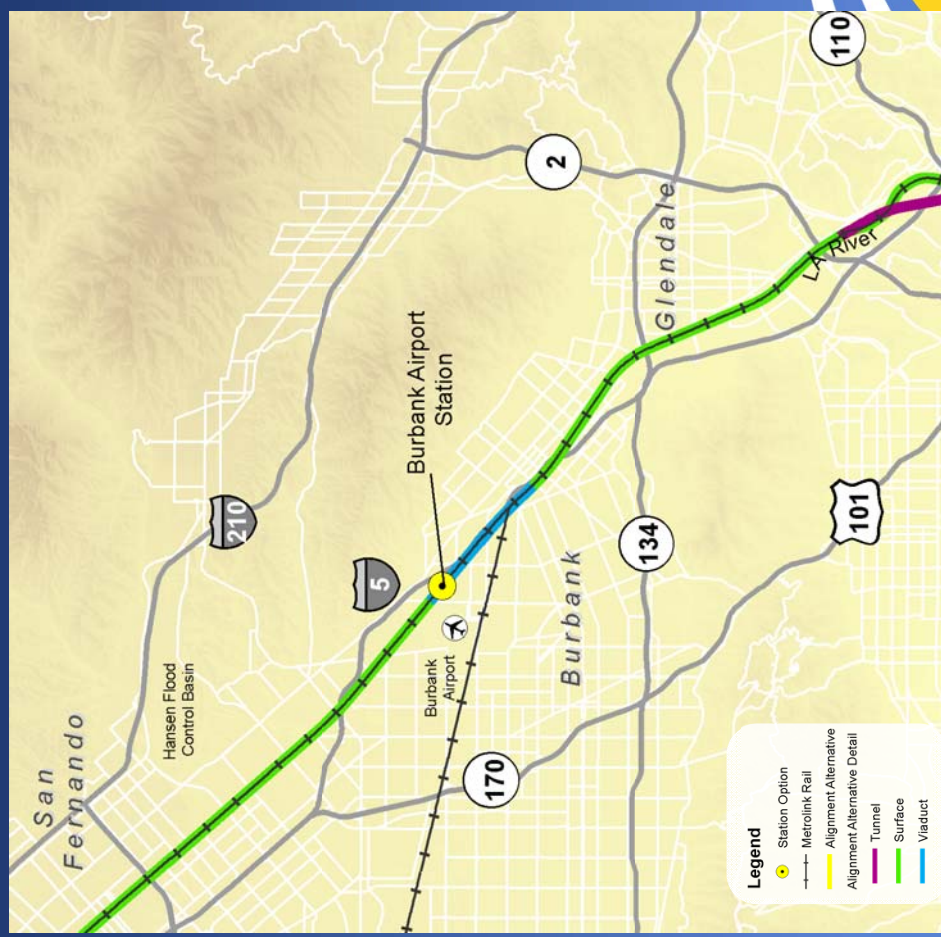 110
2
San
Fernando
Glendale
LA River
Burbank Airport
Station
210
5
Hansen Flood
Control Basin
Burbank
Airport
Burbank
134
101
170
Legend
Station Option
Metrolink Rail
Alignment Alternative
Alignment Alternative Detail
Tunnel
Surface
Viaduct